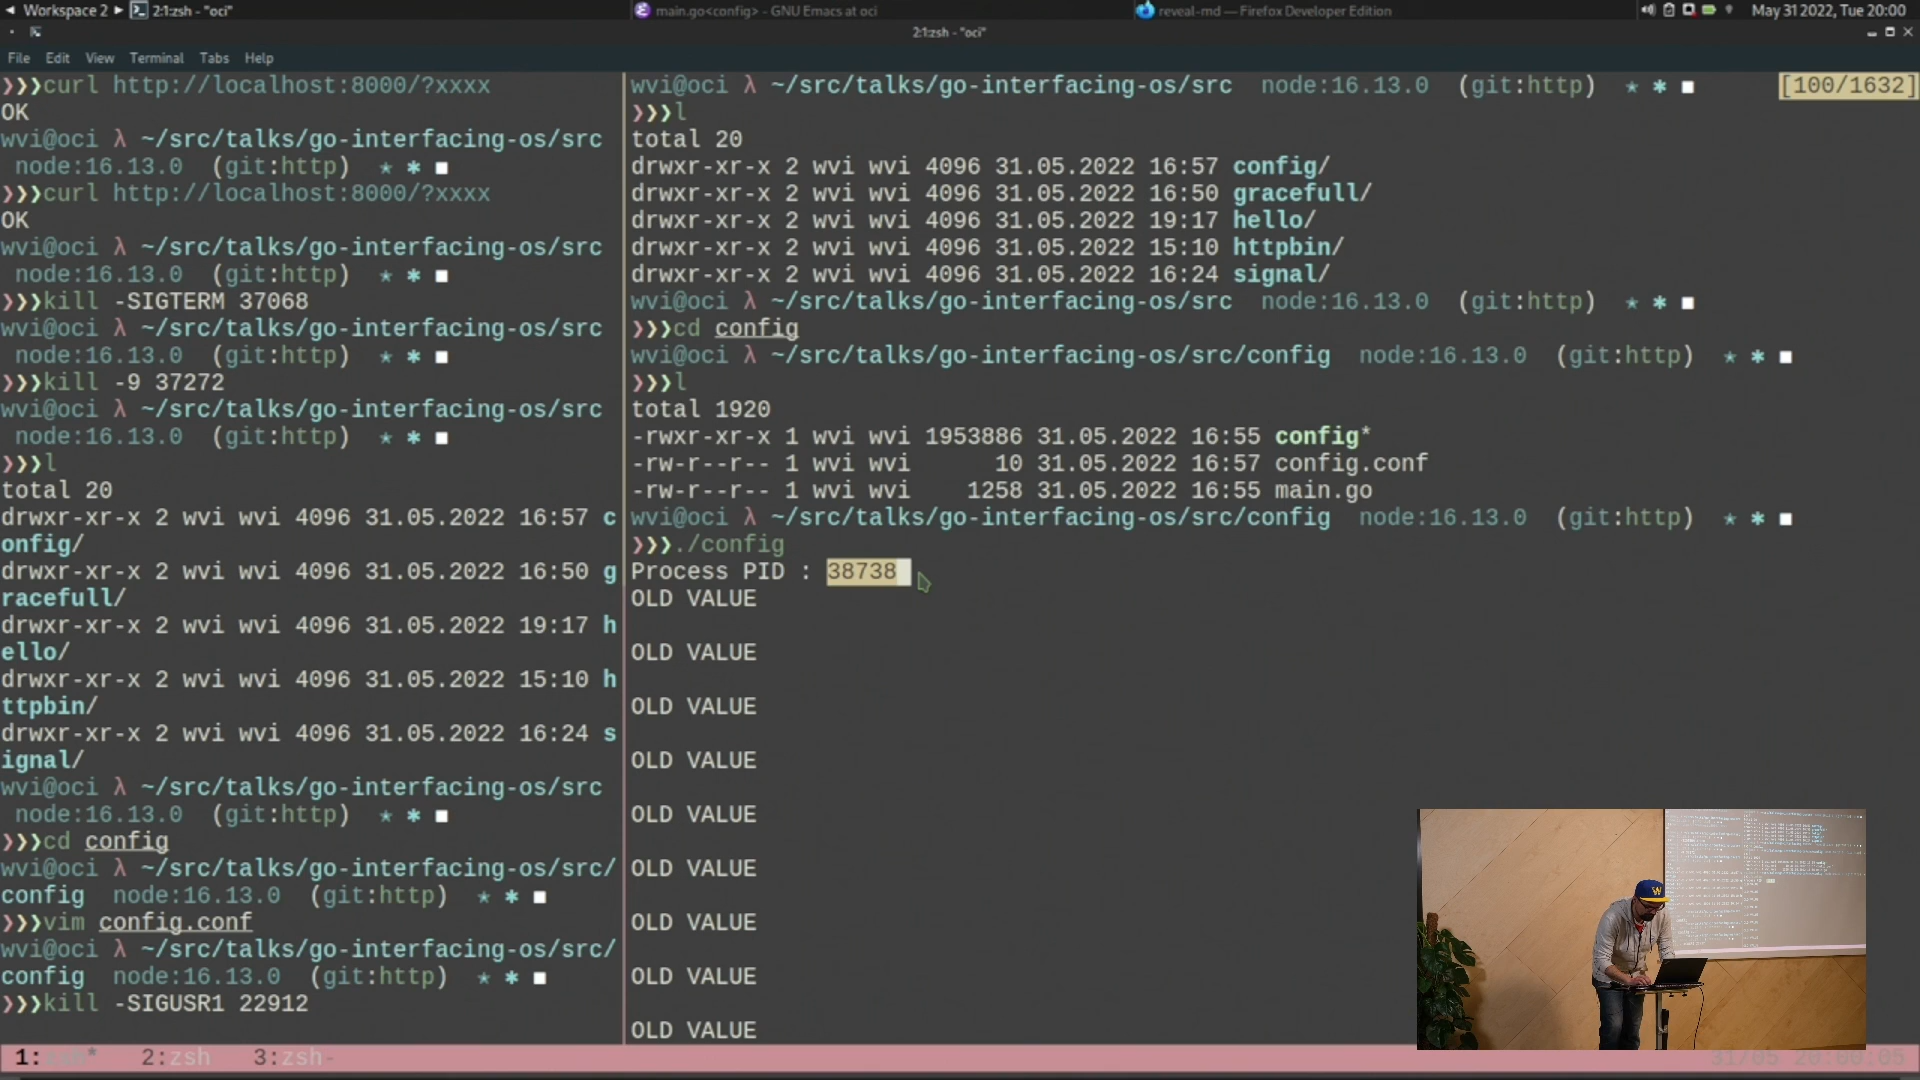 Workspace 2
2:1:zsh - "oci"
main.go<config> - GNU Emacs at oci
reveal-md — Firefox Developer Edition
May 31 2022, Tue 20:00
2:1:zsh - "oci"
File Edit View Terminal Tabs Help
❯❯❯curl http://localhost:8000/?xxxx
OK
wvi@oci λ ~/src/talks/go-interfacing-os/src
node:16.13.0 (git:http) ★ ✱ ■
❯❯❯curl http://localhost:8000/?xxxx
OK
wvi@oci λ ~/src/talks/go-interfacing-os/src
node:16.13.0 (git:http) ★ ✱ ■
❯❯❯kill -SIGTERM 37068
wvi@oci λ ~/src/talks/go-interfacing-os/src
node:16.13.0 (git:http) ★ ✱ ■
❯❯❯kill -9 37272
wvi@oci λ ~/src/talks/go-interfacing-os/src
node:16.13.0 (git:http) ★ ✱ ■
❯❯❯l
total 20
drwxr-xr-x 2 wvi wvi 4096 31.05.2022 16:57 c
onfig/
drwxr-xr-x 2 wvi wvi 4096 31.05.2022 16:50 g
racefull/
drwxr-xr-x 2 wvi wvi 4096 31.05.2022 19:17 h
ello/
drwxr-xr-x 2 wvi wvi 4096 31.05.2022 15:10 h
ttpbin/
drwxr-xr-x 2 wvi wvi 4096 31.05.2022 16:24 s
ignal/
wvi@oci λ ~/src/talks/go-interfacing-os/src
node:16.13.0 (git:http) ★ ✱ ■
❯❯❯cd config
wvi@oci λ ~/src/talks/go-interfacing-os/src/
config node:16.13.0 (git:http) ★ ✱ ■
❯❯❯vim config.conf
wvi@oci λ ~/src/talks/go-interfacing-os/src/
config node:16.13.0 (git:http) ★ ✱ ■
❯❯❯kill -SIGUSR1 22912
wvi@oci λ ~/src/talks/go-interfacing-os/src node:16.13.0 (git:http) ★ ✱ ■ [100/1632]
❯❯❯l
total 20
drwxr-xr-x 2 wvi wvi 4096 31.05.2022 16:57 config/
drwxr-xr-x 2 wvi wvi 4096 31.05.2022 16:50 gracefull/
drwxr-xr-x 2 wvi wvi 4096 31.05.2022 19:17 hello/
drwxr-xr-x 2 wvi wvi 4096 31.05.2022 15:10 httpbin/
drwxr-xr-x 2 wvi wvi 4096 31.05.2022 16:24 signal/
wvi@oci λ ~/src/talks/go-interfacing-os/src node:16.13.0 (git:http) ★ ✱ ■
❯❯❯cd config
wvi@oci λ ~/src/talks/go-interfacing-os/src/config node:16.13.0 (git:http) ★ ✱ ■
❯❯❯l
total 1920
-rwxr-xr-x 1 wvi wvi 1953886 31.05.2022 16:55 config*
-rw-r--r-- 1 wvi wvi 10 31.05.2022 16:57 config.conf
-rw-r--r-- 1 wvi wvi 1258 31.05.2022 16:55 main.go
wvi@oci λ ~/src/talks/go-interfacing-os/src/config node:16.13.0 (git:http) ★ ✱ ■
❯❯❯./config
Process PID : 38738
OLD VALUE
OLD VALUE
OLD VALUE
OLD VALUE
OLD VALUE
OLD VALUE
OLD VALUE
OLD VALUE
OLD VALUE
W
1: 2:zsh 3:zsh-
31/05 20:00:05